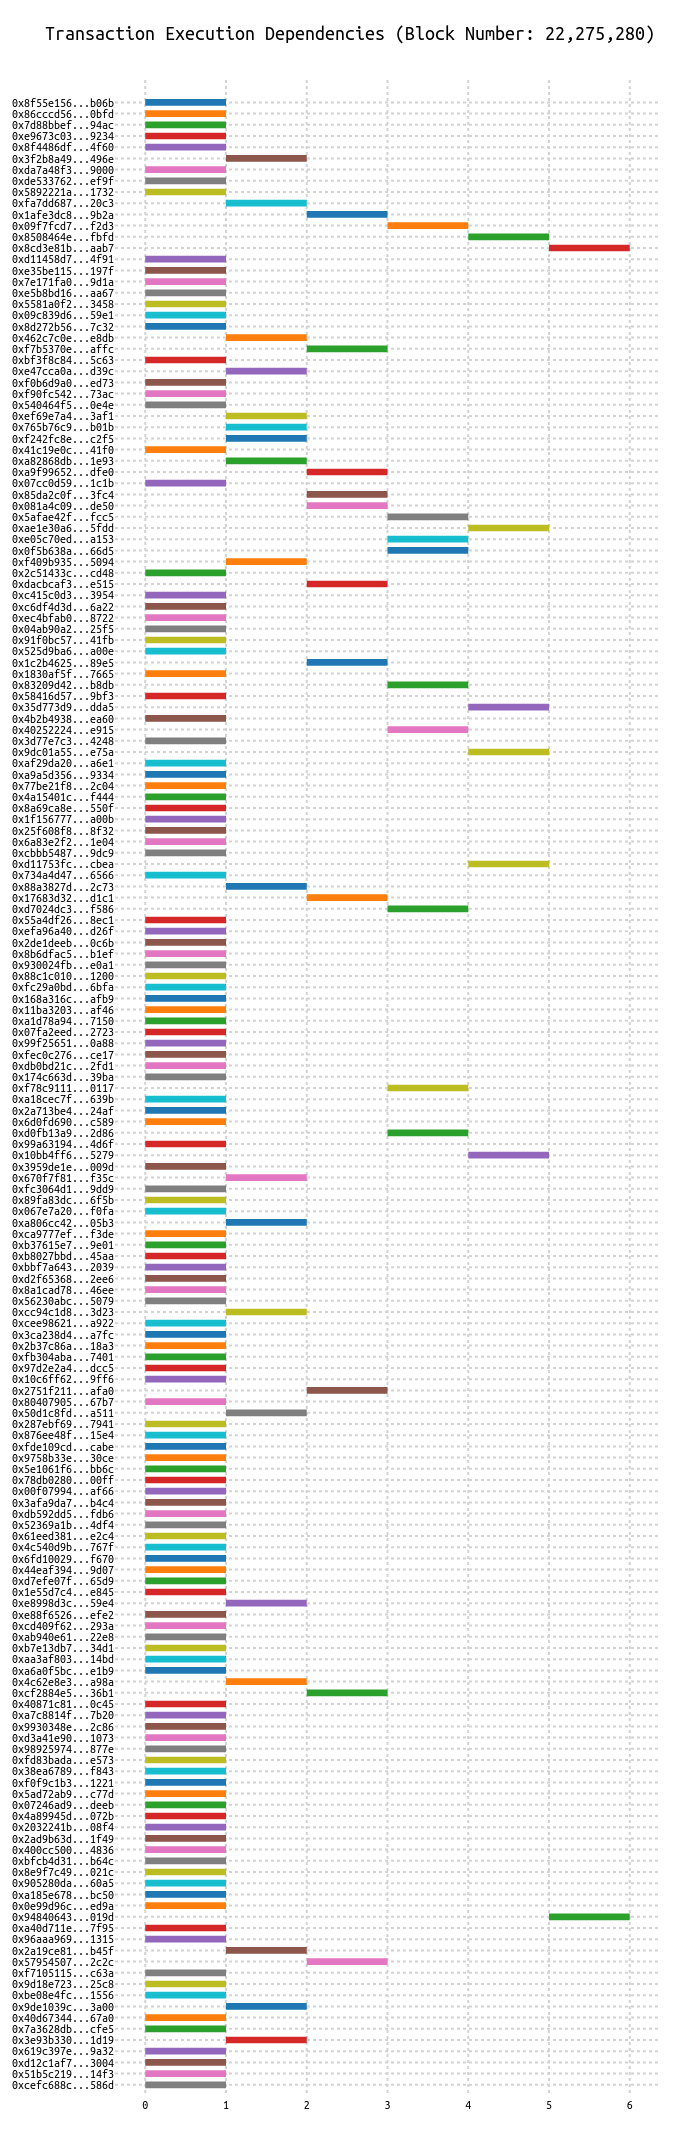 Transaction Execution Dependencies (Block Number: 22,275,280)
0x8f55e156...b06b
0x86cccd56...0bfd
0x7d88bbef...94ac
0xe9673c03...9234
0x8f4486df...4f60
0x3f2b8a49...496e
0xda7a48f3...9000
0xde533762...ef9f
0x5892221a...1732
0xfa7dd687...20c3
0x1afe3dc8...9b2a
0x09f7fcd7...f2d3
0x8508464e...fbfd
0x8cd3e81b...aab7
0xd11458d7...4f91
0xe35be115...197f
0x7e171fa0...9d1a
0xe5b8bd16...aa67
0x5581a0f2...3458
0x09c839d6...59e1
0x8d272b56...7c32
0x462c7c0e...e8db
0xf7b5370e...affc
0xbf3f8c84...5c63
0xe47cca0a...d39c
0xf0b6d9a0...ed73
0xf90fc542...73ac
0x540464f5...0e4e
0xef69e7a4...3af1
0x765b76c9...b01b
0xf242fc8e...c2f5
0x41c19e0c...41f0
0xa82868db...1e93
0xa9f99652...dfe0
0x07cc0d59...1c1b
0x85da2c0f...3fc4
0x081a4c09...de50
0x5afae42f...fcc5
0xae1e30a6...5fdd
0xe05c70ed...a153
0x0f5b638a...66d5
0xf409b935...5094
0x2c51433c...cd48
0xdacbcaf3...e515
0xc415c0d3...3954
0xc6df4d3d...6a22
0xec4bfab0...8722
0x04ab90a2...25f5
0x91f0bc57...41fb
0x525d9ba6...a00e
0x1c2b4625...89e5
0x1830af5f...7665
0x83209d42...b8db
0x58416d57...9bf3
0x35d773d9...dda5
0x4b2b4938...ea60
0x40252224...e915
0x3d77e7c3...4248
0x9dc01a55...e75a
0xaf29da20...a6e1
0xa9a5d356...9334
0x77be21f8...2c04
0x4a15401c...f444
0x8a69ca8e...550f
0x1f156777...a00b
0x25f608f8...8f32
0x6a83e2f2...1e04
0xcbbb5487...9dc9
0xd11753fc...cbea
0x734a4d47...6566
0x88a3827d...2c73
0x17683d32...d1c1
0xd7024dc3...f586
0x55a4df26...8ec1
0xefa96a40...d26f
0x2de1deeb...0c6b
0x8b6dfac5...b1ef
0x930024fb...e0a1
0x88c1c010...1200
0xfc29a0bd...6bfa
0x168a316c...afb9
0x11ba3203...af46
0xa1d78a94...7150
0x07fa2eed...2723
0x99f25651...0a88
0xfec0c276...ce17
0xdb0bd21c...2fd1
0x174c663d...39ba
0xf78c9111...0117
0xa18cec7f...639b
0x2a713be4...24af
0x6d0fd690...c589
0xd0fb13a9...2d86
0x99a63194...4d6f
0x10bb4ff6...5279
0x3959de1e...009d
0x670f7f81...f35c
0xfc3064d1...9dd9
0x89fa83dc...6f5b
0x067e7a20...f0fa
0xa806cc42...05b3
0xca9777ef...f3de
0xb37615e7...9e01
0xb8027bbd...45aa
0xbbf7a643...2039
0xd2f65368...2ee6
0x8a1cad78...46ee
0x56230abc...5079
0xcc94c1d8...3d23
0xcee98621...a922
0x3ca238d4...a7fc
0x2b37c86a...18a3
0xfb304aba...7401
0x97d2e2a4...dcc5
0x10c6ff62...9ff6
0x2751f211...afa0
0x80407905...67b7
0x50d1c8fd...a511
0x287ebf69...7941
0x876ee48f...15e4
0xfde109cd...cabe
0x9758b33e...30ce
0x5e1061f6...bb6c
0x78db0280...00ff
0x00f07994...af66
0x3afa9da7...b4c4
0xdb592dd5...fdb6
0x52369a1b...4df4
0x61eed381...e2c4
0x4c540d9b...767f
0x6fd10029...f670
0x44eaf394...9d07
0xd7efe07f...65d9
0x1e55d7c4...e845
0xe8998d3c...59e4
0xe88f6526...efe2
0xcd409f62...293a
0xab940e61...22e8
0xb7e13db7...34d1
0xaa3af803...14bd
0xa6a0f5bc...e1b9
0x4c62e8e3...a98a
0xcf2884e5...36b1
0x40871c81...0c45
0xa7c8814f...7b20
0x9930348e...2c86
0xd3a41e90...1073
0x98925974...877e
0xfd83bada...e573
0x38ea6789...f843
0xf0f9c1b3...1221
0x5ad72ab9...c77d
0x07246ad9...deeb
0x4a89945d...072b
0x2032241b...08f4
0x2ad9b63d...1f49
0x400cc500...4836
0xbfcb4d31...b64c
0x8e9f7c49...021c
0x905280da...60a5
0xa185e678...bc50
0x0e99d96c...ed9a
0x94840643...019d
0xa40d711e...7f95
0x96aaa969...1315
0x2a19ce81...b45f
0x57954507...2c2c
0xf7105115...c63a
0x9d18e723...25c8
0xbe08e4fc...1556
0x9de1039c...3a00
0x40d67344...67a0
0x7a3628db...cfe5
0x3e93b330...1d19
0x619c397e...9a32
0xd12c1af7...3004
0x51b5c219...14f3
0xcefc688c...586d
0 1 2 3 4 5 6